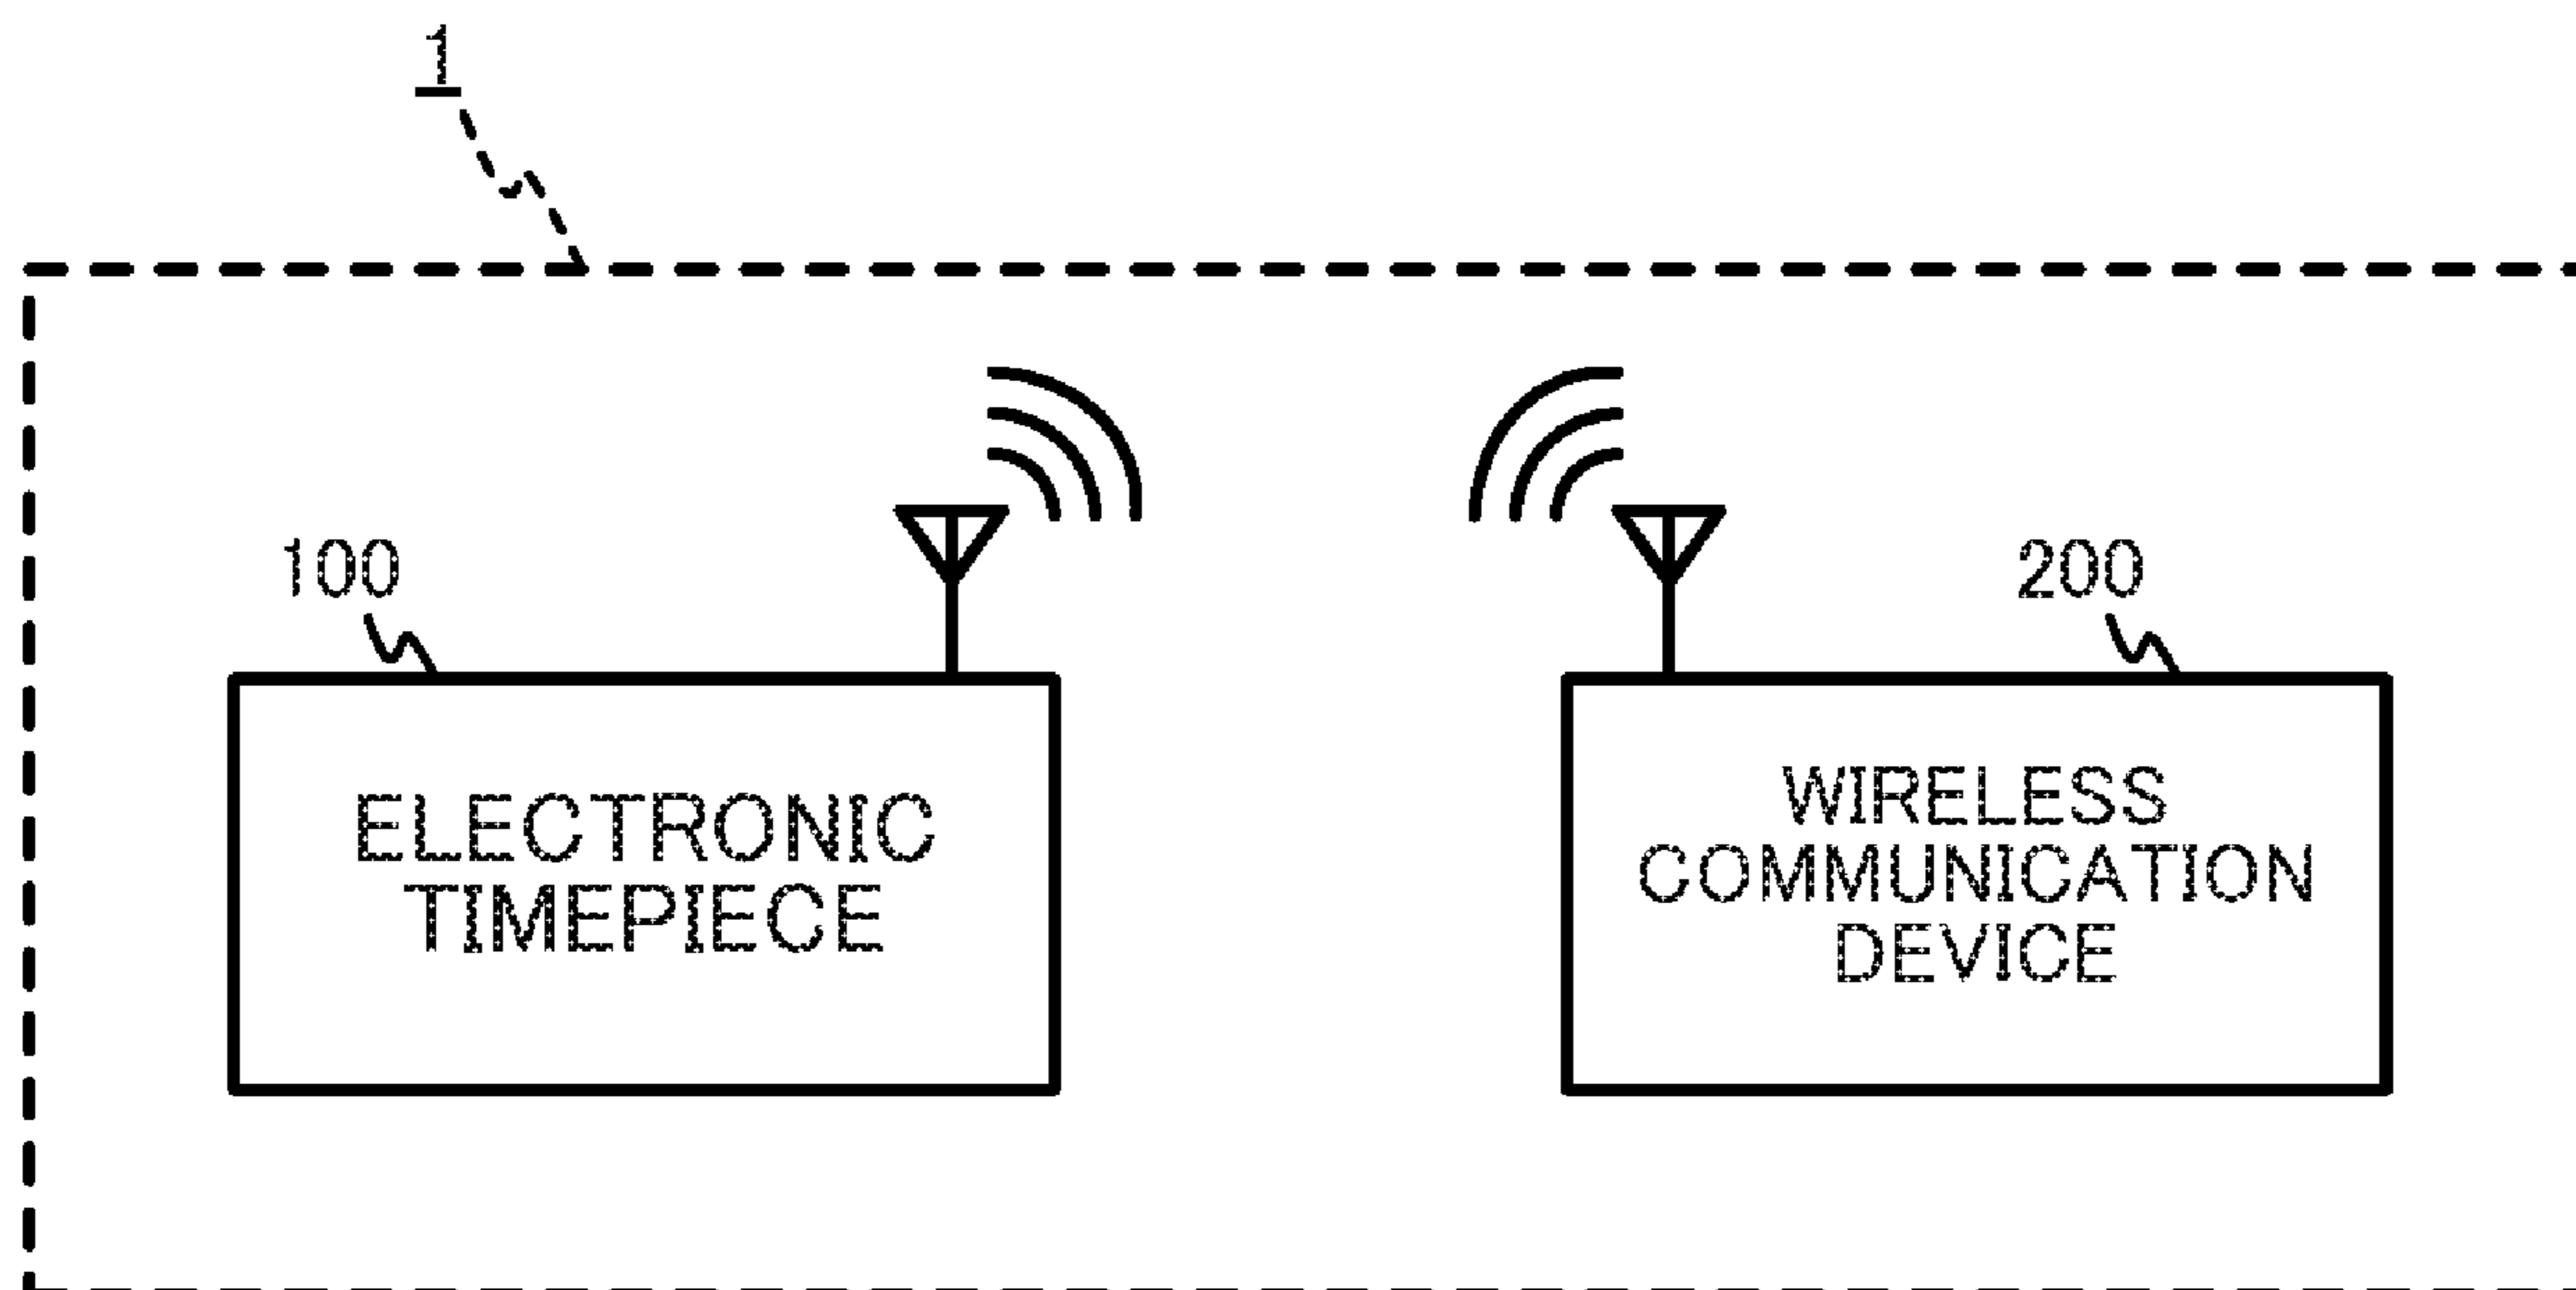 1
100
200
ELECTRONIC
TIMEPIECE
WIRELESS
COMMUNICATION
DEVICE